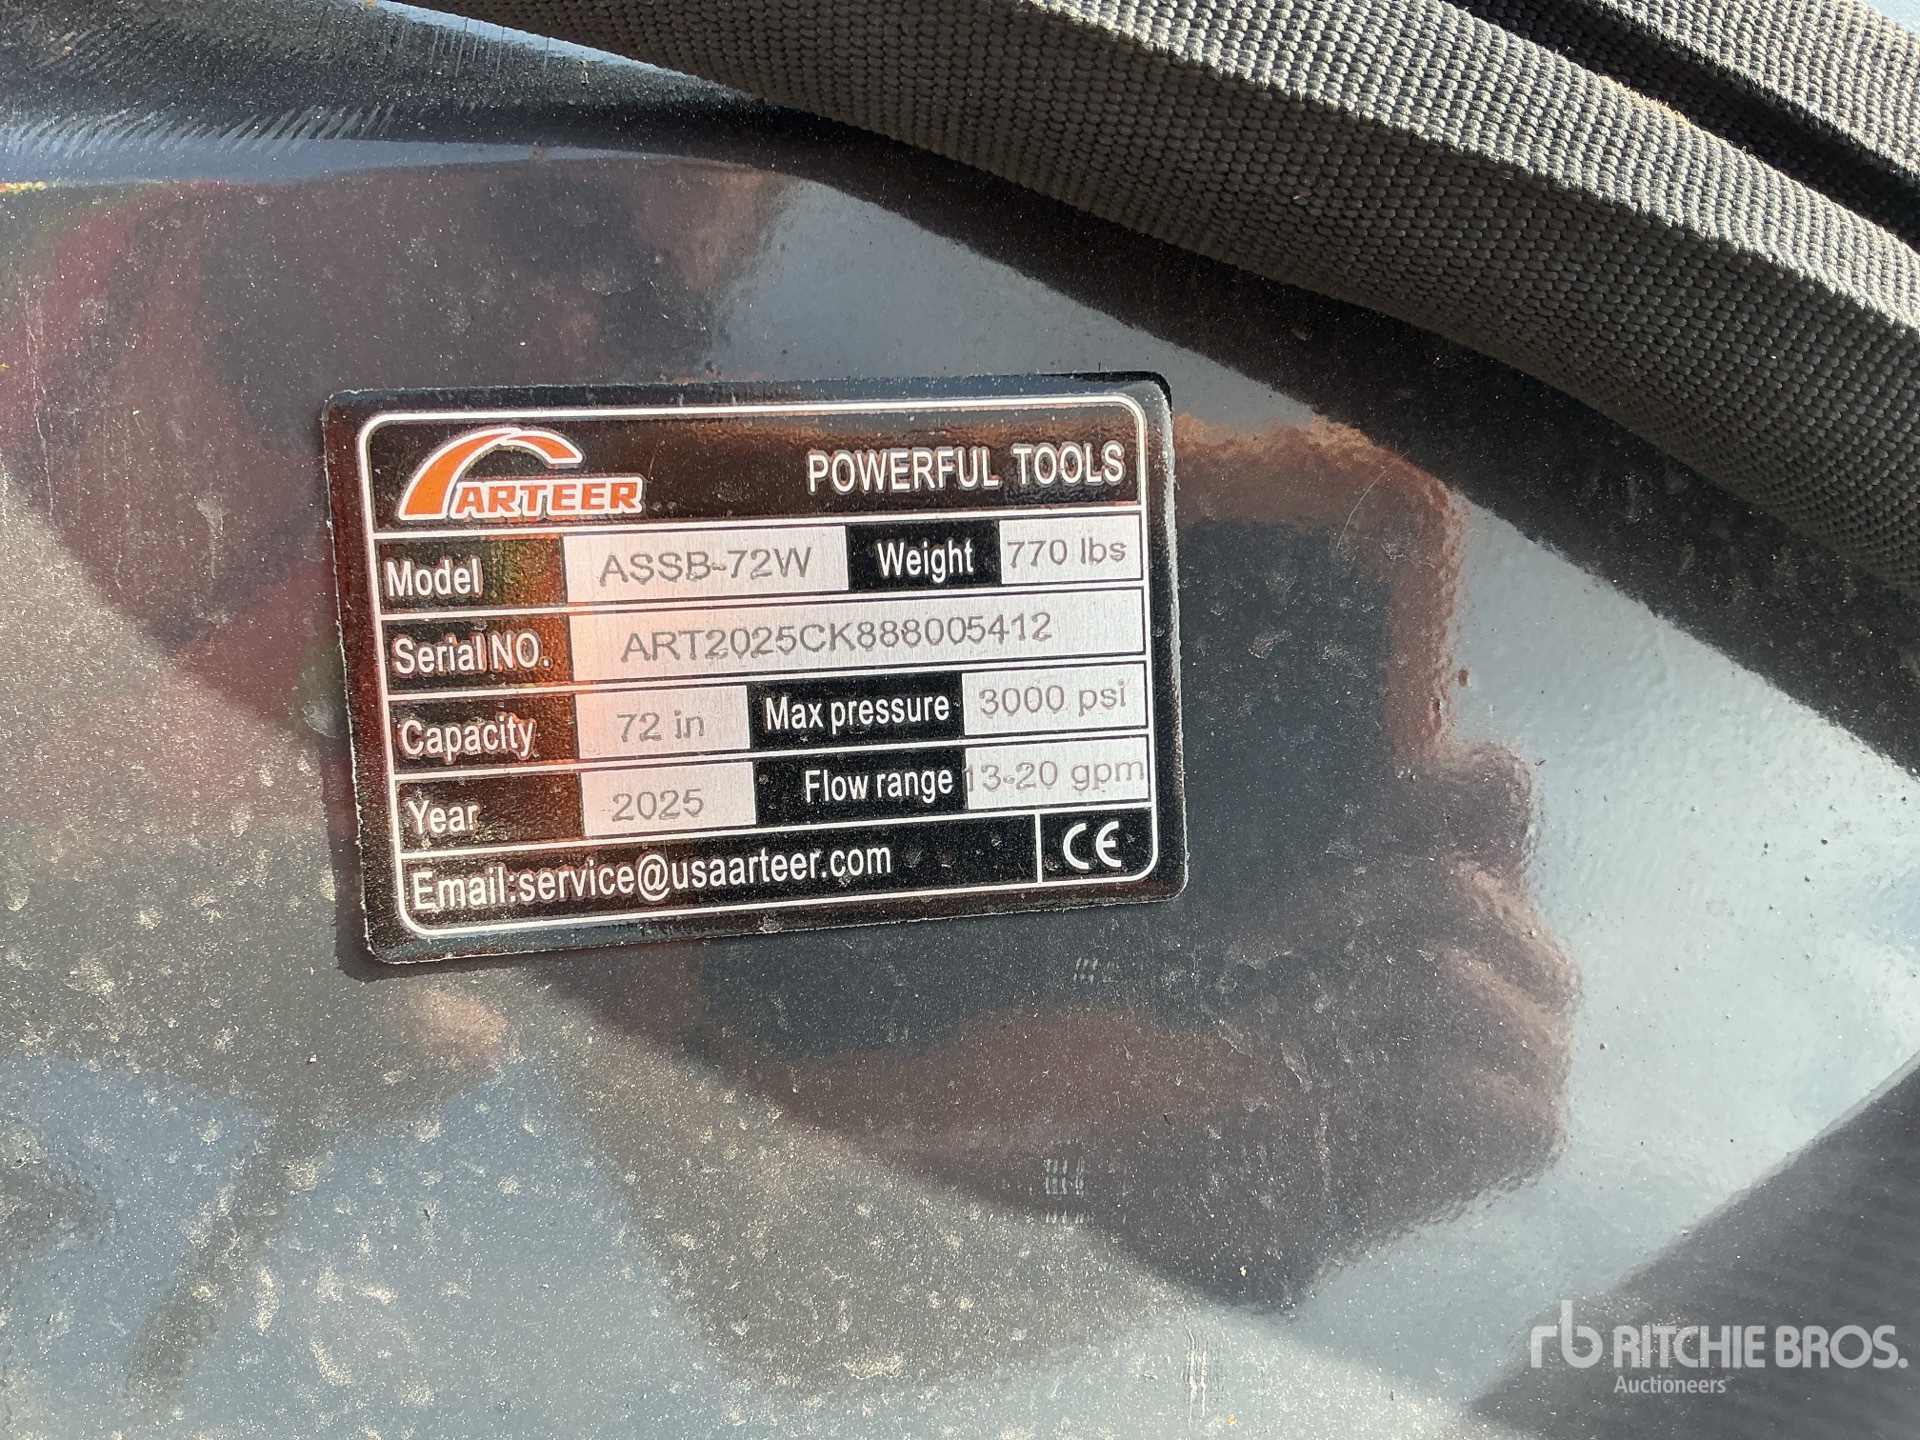 ARTEER POWERFUL TOOLS
Model ASSB-72W Weight 770 lbs
Serial NO. ART2025CK888005412
Capacity 72 in Max pressure 3000 psi
Year 2025 Flow range 13-20 gpm
Email:service@usaarteer.com CE
rb RITCHIE BROS.
Auctioneers